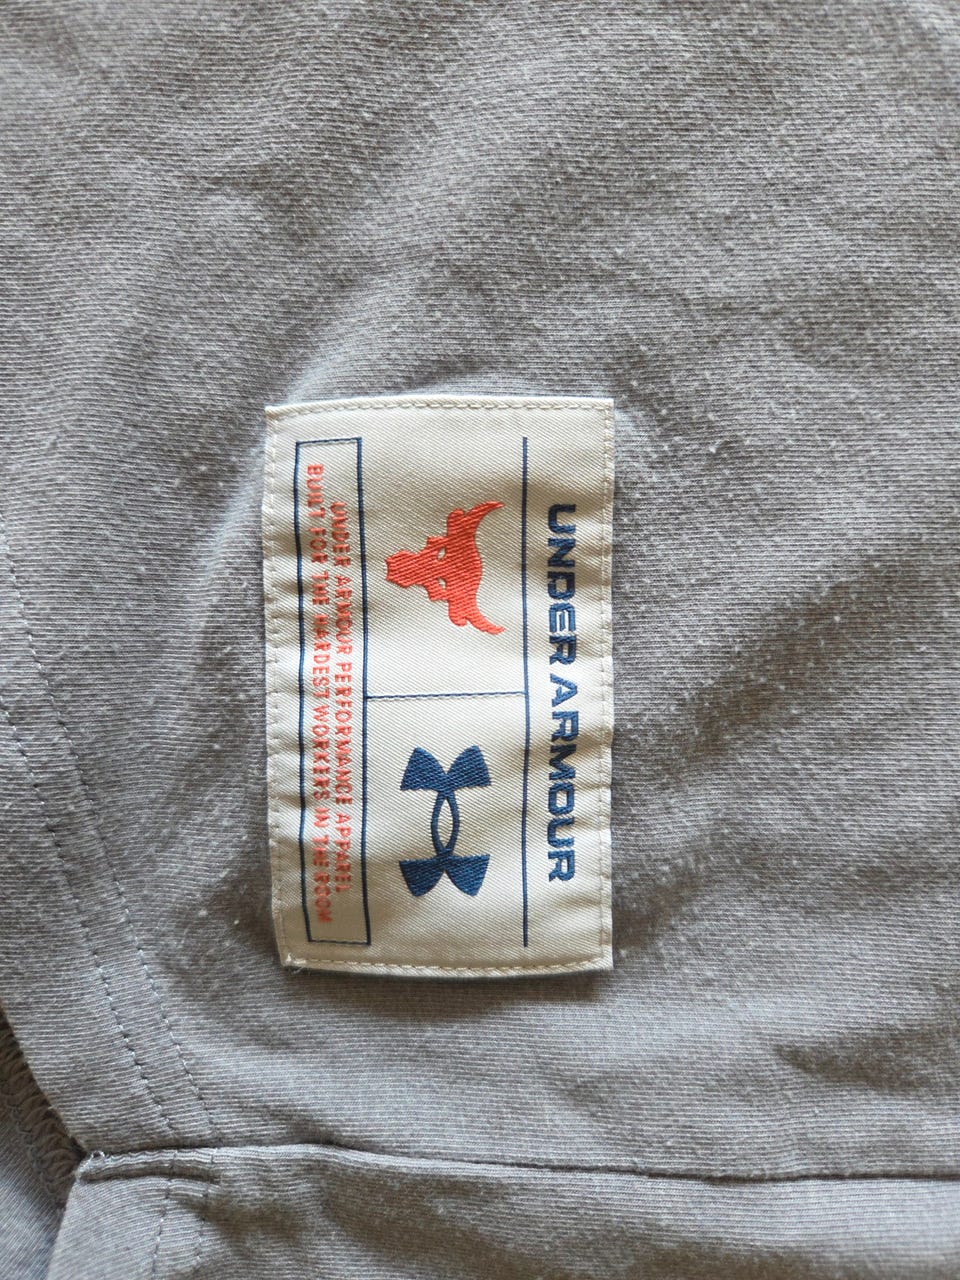 UNDER ARMOUR
UNDER ARMOUR PERFORMANCE APPAREL
BUILT FOR THE HARDEST WORKERS IN THE ROOM